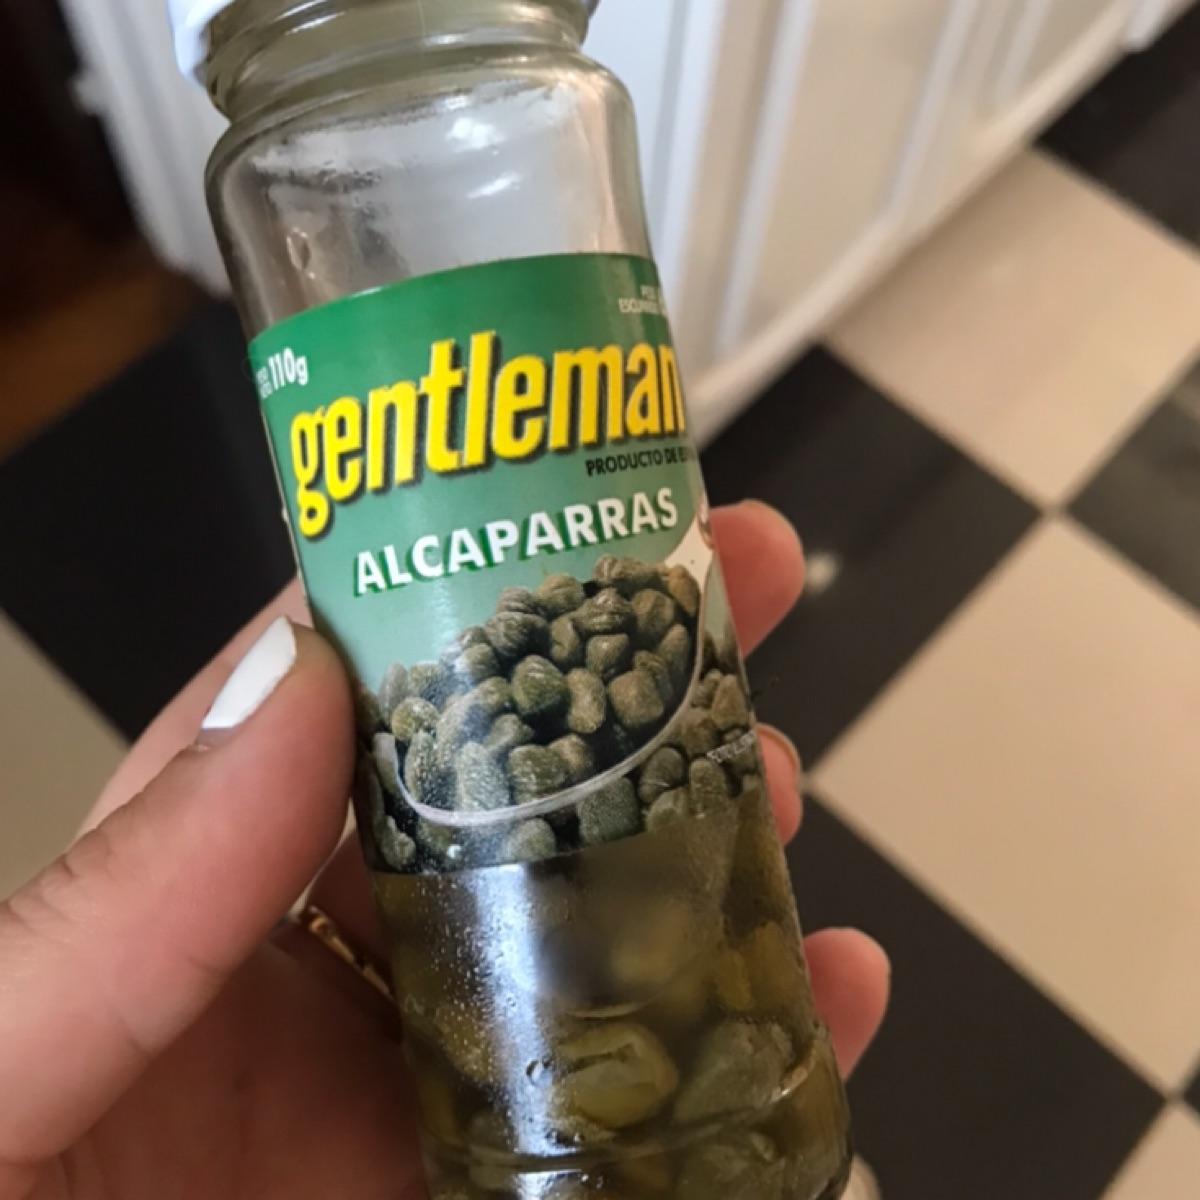 110g
gentleman
PRODUCTO DE
ALCAPARRAS